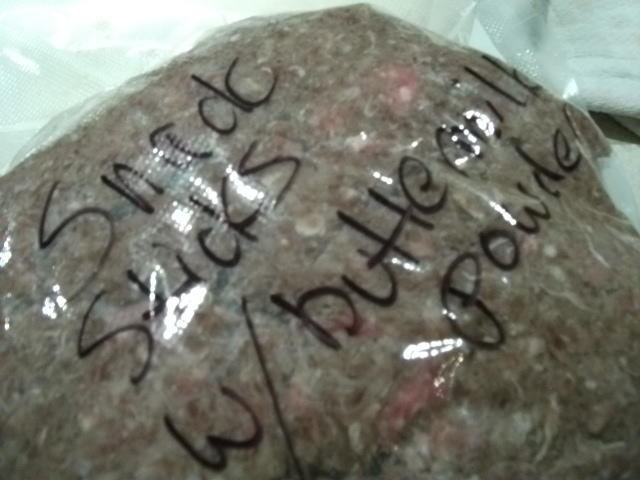 Snack
Sticks
w/ buttermilk
Powder